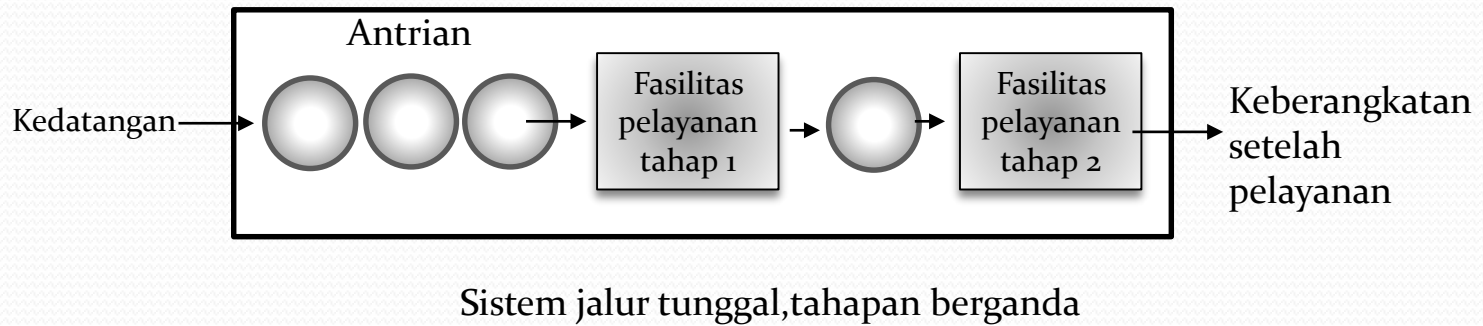 Antrian
Kedatangan
Fasilitas
pelayanan
tahap 1
Fasilitas
pelayanan
tahap 2
Keberangkatan
setelah
pelayanan
Sistem jalur tunggal,tahapan berganda